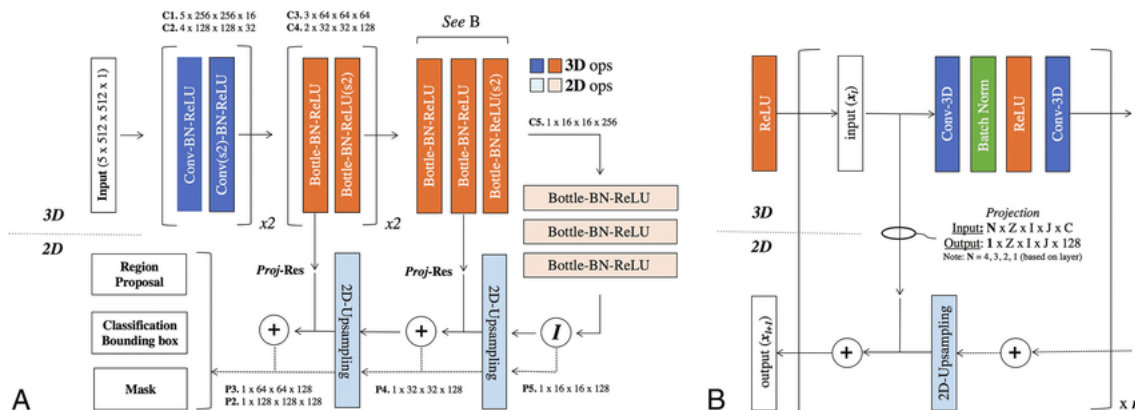 C1. 5 x 256 x 256 x 16
C2. 4 x 128 x 128 x 32
C3. 3 x 64 x 64 x 64
C4. 2 x 32 x 32 x 128
See B
Input (5 x 512 x 512 x 1)
Conv-BN-ReLU
Conv(s2)-BN-ReLU
x2
Bottle-BN-ReLU
Bottle-BN-ReLU(s2)
x2
Bottle-BN-ReLU
Bottle-BN-ReLU
Bottle-BN-ReLU(s2)
3D ops
2D ops
C5. 1 x 16 x 16 x 256
Bottle-BN-ReLU
Bottle-BN-ReLU
Bottle-BN-ReLU
3D
2D
Region
Proposal
Classification
Bounding box
Mask
Proj-Res
2D-Upsampling
Proj-Res
2D-Upsampling
+
+
I
P3. 1 x 64 x 64 x 128
P2. 1 x 128 x 128 x 128
P4. 1 x 32 x 32 x 128
P5. 1 x 16 x 16 x 128
A
ReLU
input (xl)
Conv-3D
Batch Norm
ReLU
Conv-3D
3D
2D
Projection
Input: N x Z x I x J x C
Output: 1 x Z x I x J x 128
Note: N = 4, 3, 2, 1 (based on layer)
output (xl+1)
+
2D-Upsampling
+
B